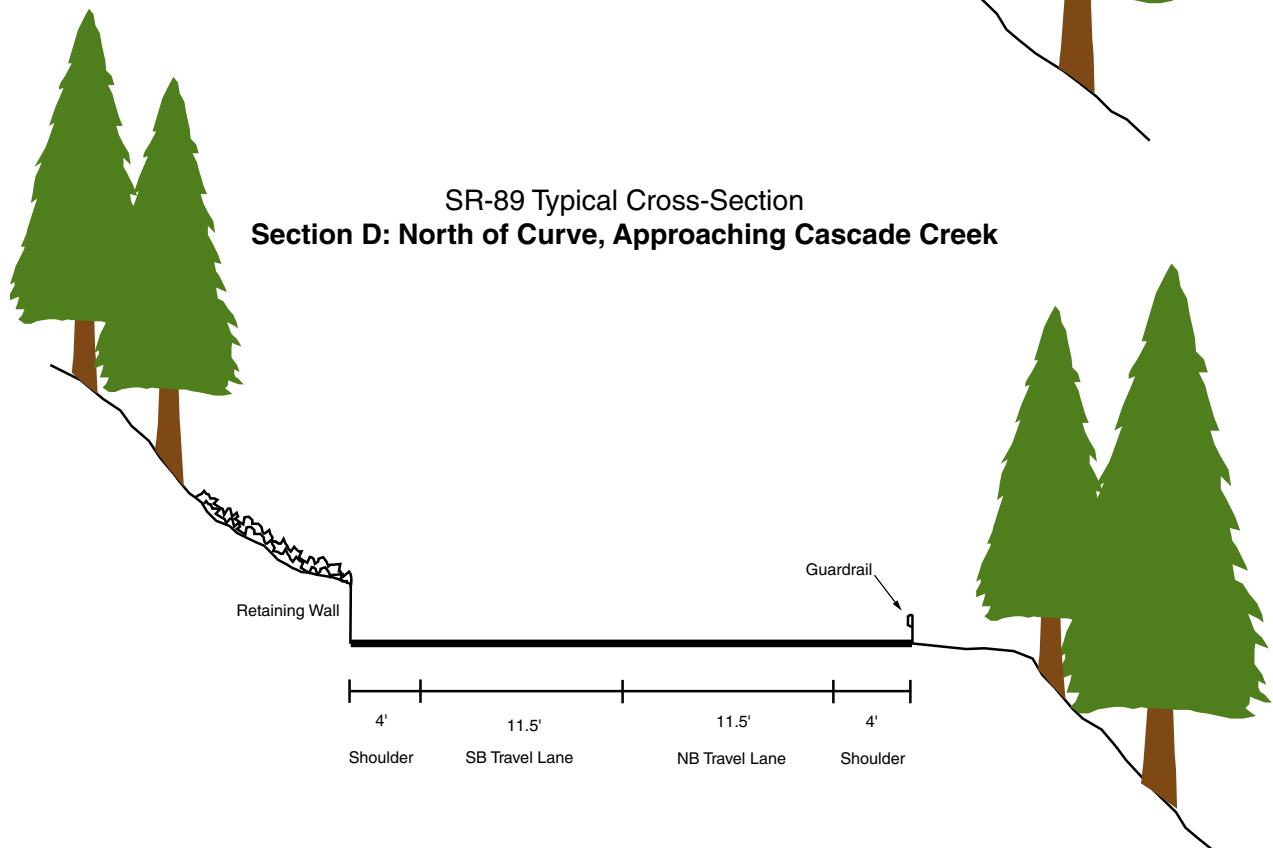 SR-89 Typical Cross-Section
Section D: North of Curve, Approaching Cascade Creek
Guardrail
Retaining Wall
4' 11.5' 11.5' 4'
Shoulder SB Travel Lane NB Travel Lane Shoulder